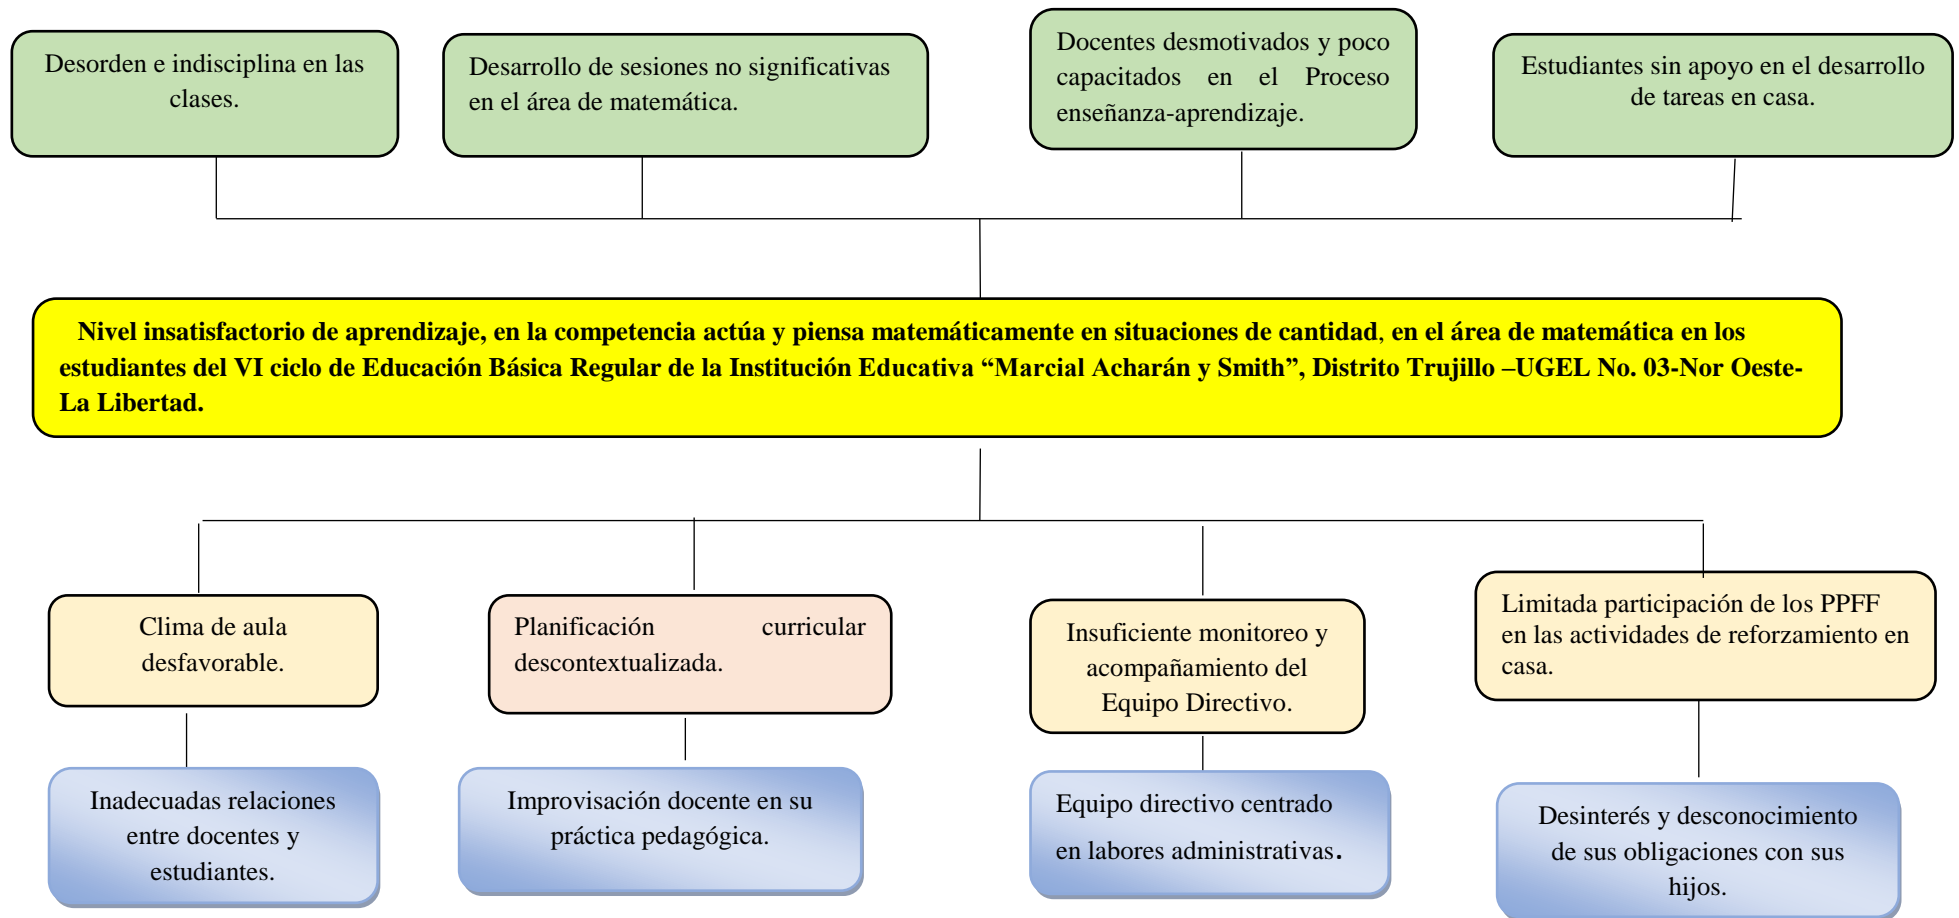 Desorden e indisciplina en las
clases.
Desarrollo de sesiones no significativas
en el área de matemática.
Docentes desmotivados y poco
capacitados en el Proceso
enseñanza-aprendizaje.
Estudiantes sin apoyo en el desarrollo
de tareas en casa.
Nivel insatisfactorio de aprendizaje, en la competencia actúa y piensa matemáticamente en situaciones de cantidad, en el área de matemática en los
estudiantes del VI ciclo de Educación Básica Regular de la Institución Educativa “Marcial Acharán y Smith”, Distrito Trujillo –UGEL No. 03-Nor Oeste-
La Libertad.
Clima de aula
desfavorable.
Planificación curricular
descontextualizada.
Insuficiente monitoreo y
acompañamiento del
Equipo Directivo.
Limitada participación de los PPFF
en las actividades de reforzamiento en
casa.
Inadecuadas relaciones
entre docentes y
estudiantes.
Improvisación docente en su
práctica pedagógica.
Equipo directivo centrado
en labores administrativas.
Desinterés y desconocimiento
de sus obligaciones con sus
hijos.